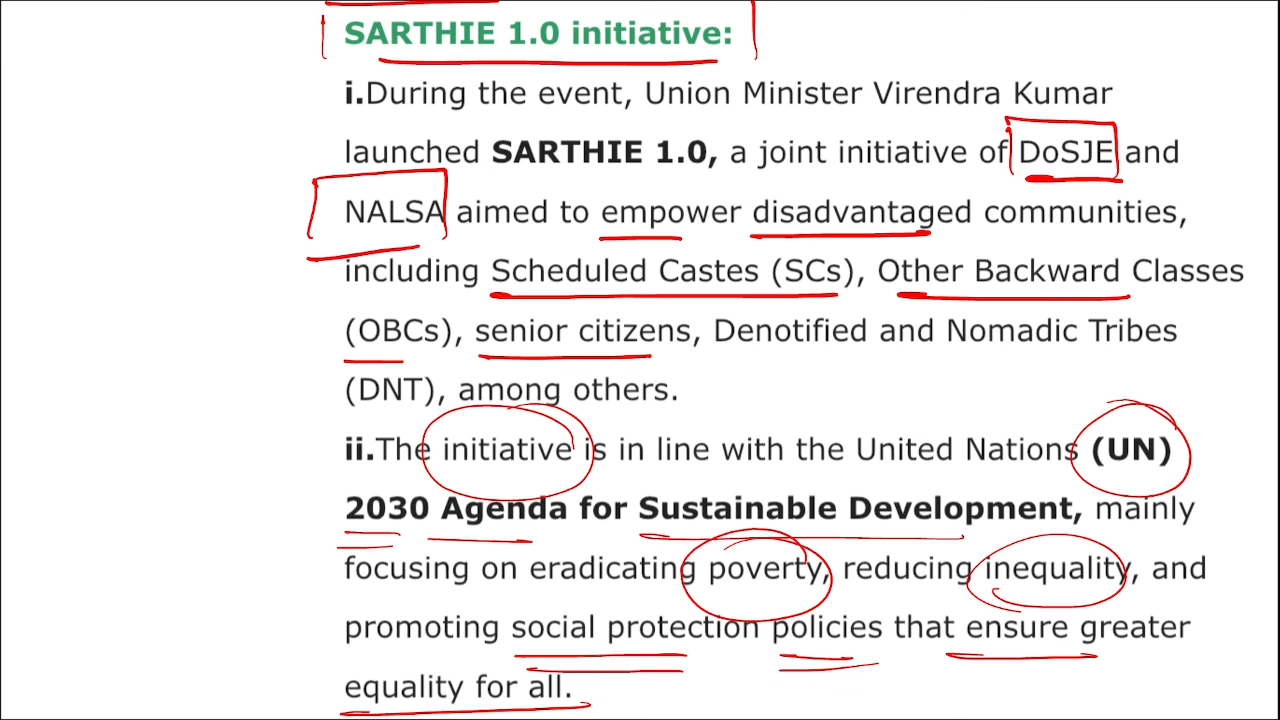 SARTHIE 1.0 initiative:
i.During the event, Union Minister Virendra Kumar
launched SARTHIE 1.0, a joint initiative of DoSJE and
NALSA aimed to empower disadvantaged communities,
including Scheduled Castes (SCs), Other Backward Classes
(OBCs), senior citizens, Denotified and Nomadic Tribes
(DNT), among others.
ii.The initiative is in line with the United Nations (UN)
2030 Agenda for Sustainable Development, mainly
focusing on eradicating poverty, reducing inequality, and
promoting social protection policies that ensure greater
equality for all.